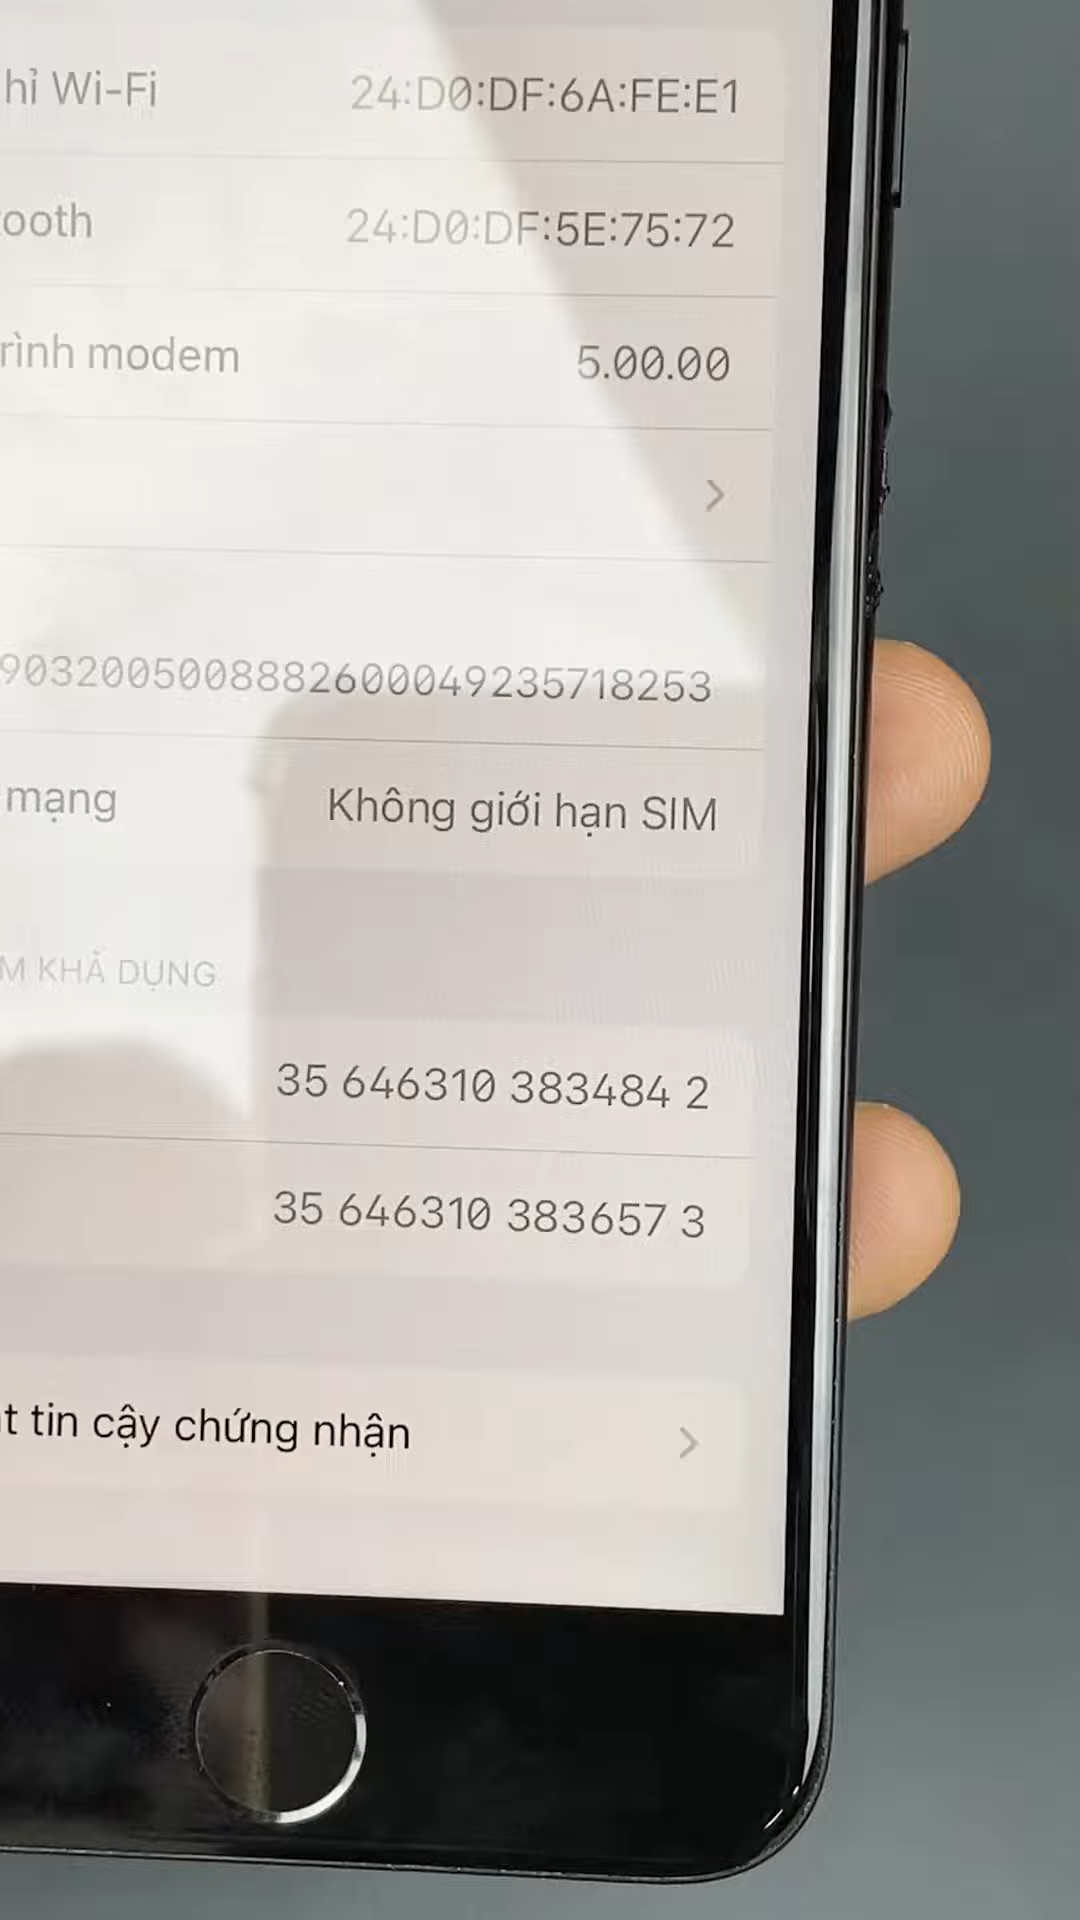 hỉ Wi-Fi 24:D0:DF:6A:FE:E1
tooth 24:D0:DF:5E:75:72
rình modem 5.00.00
9032005008882600049235718253
mạng Không giới hạn SIM
M KHẢ DỤNG
35 646310 383484 2
35 646310 383657 3
t tin cậy chứng nhận